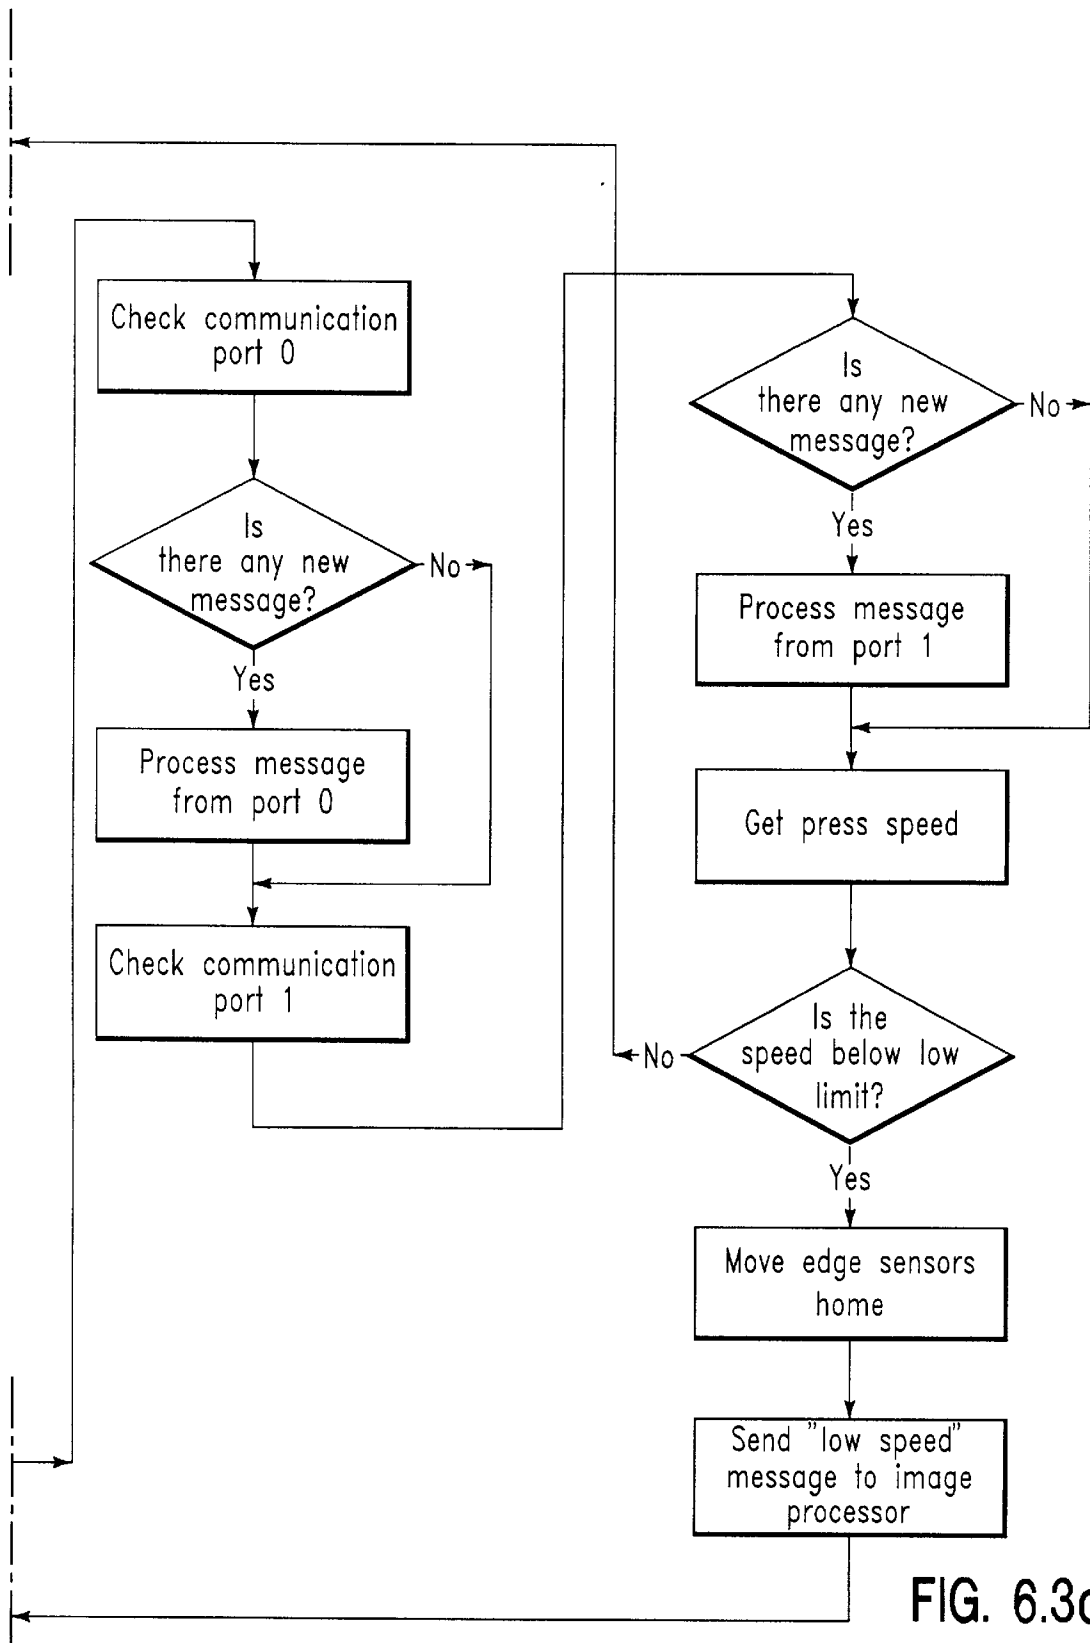 Check communication
port 0
Is
there any new
message?
No
Yes
Process message
from port 0
Check communication
port 1
Is
there any new
message?
No
Yes
Process message
from port 1
Get press speed
Is the
speed below low
limit?
No
Yes
Move edge sensors
home
Send "low speed"
message to image
processor
FIG.